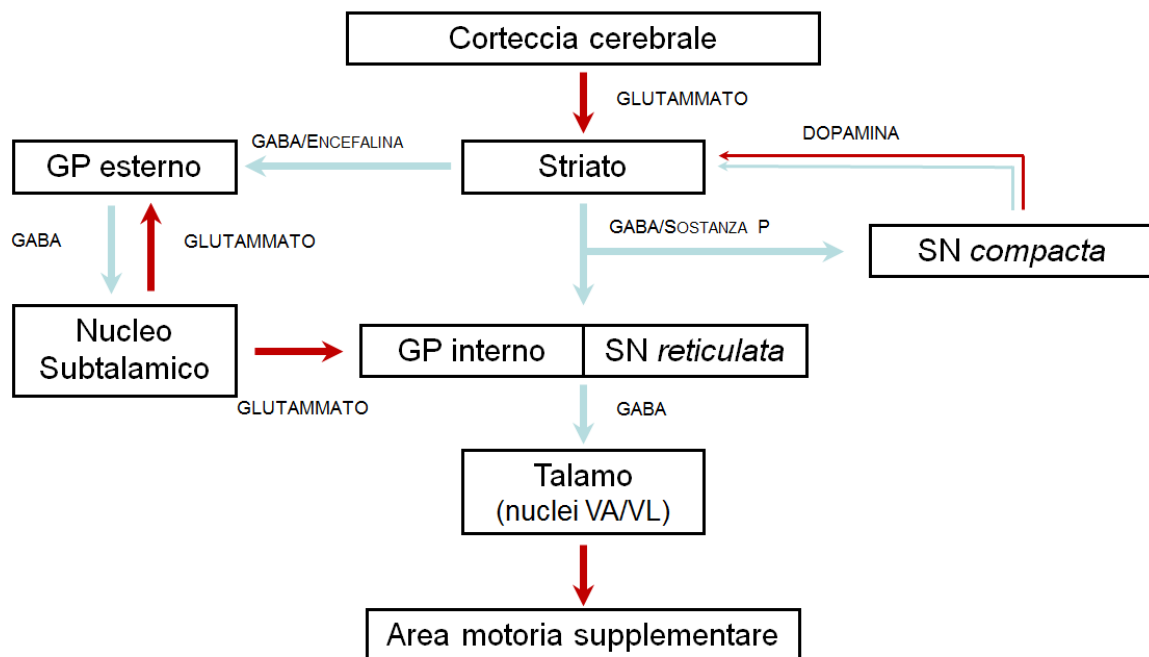 Corteccia cerebrale
GLUTAMMATO
DOPAMINA
GABA/ENCEFALINA
GP esterno
Striato
GABA/SOSTANZA P
GABA
GLUTAMMATO
SN compacta
Nucleo
Subtalamico
GP interno
SN reticulata
GLUTAMMATO
GABA
Talamo
(nuclei VA/VL)
Area motoria supplementare